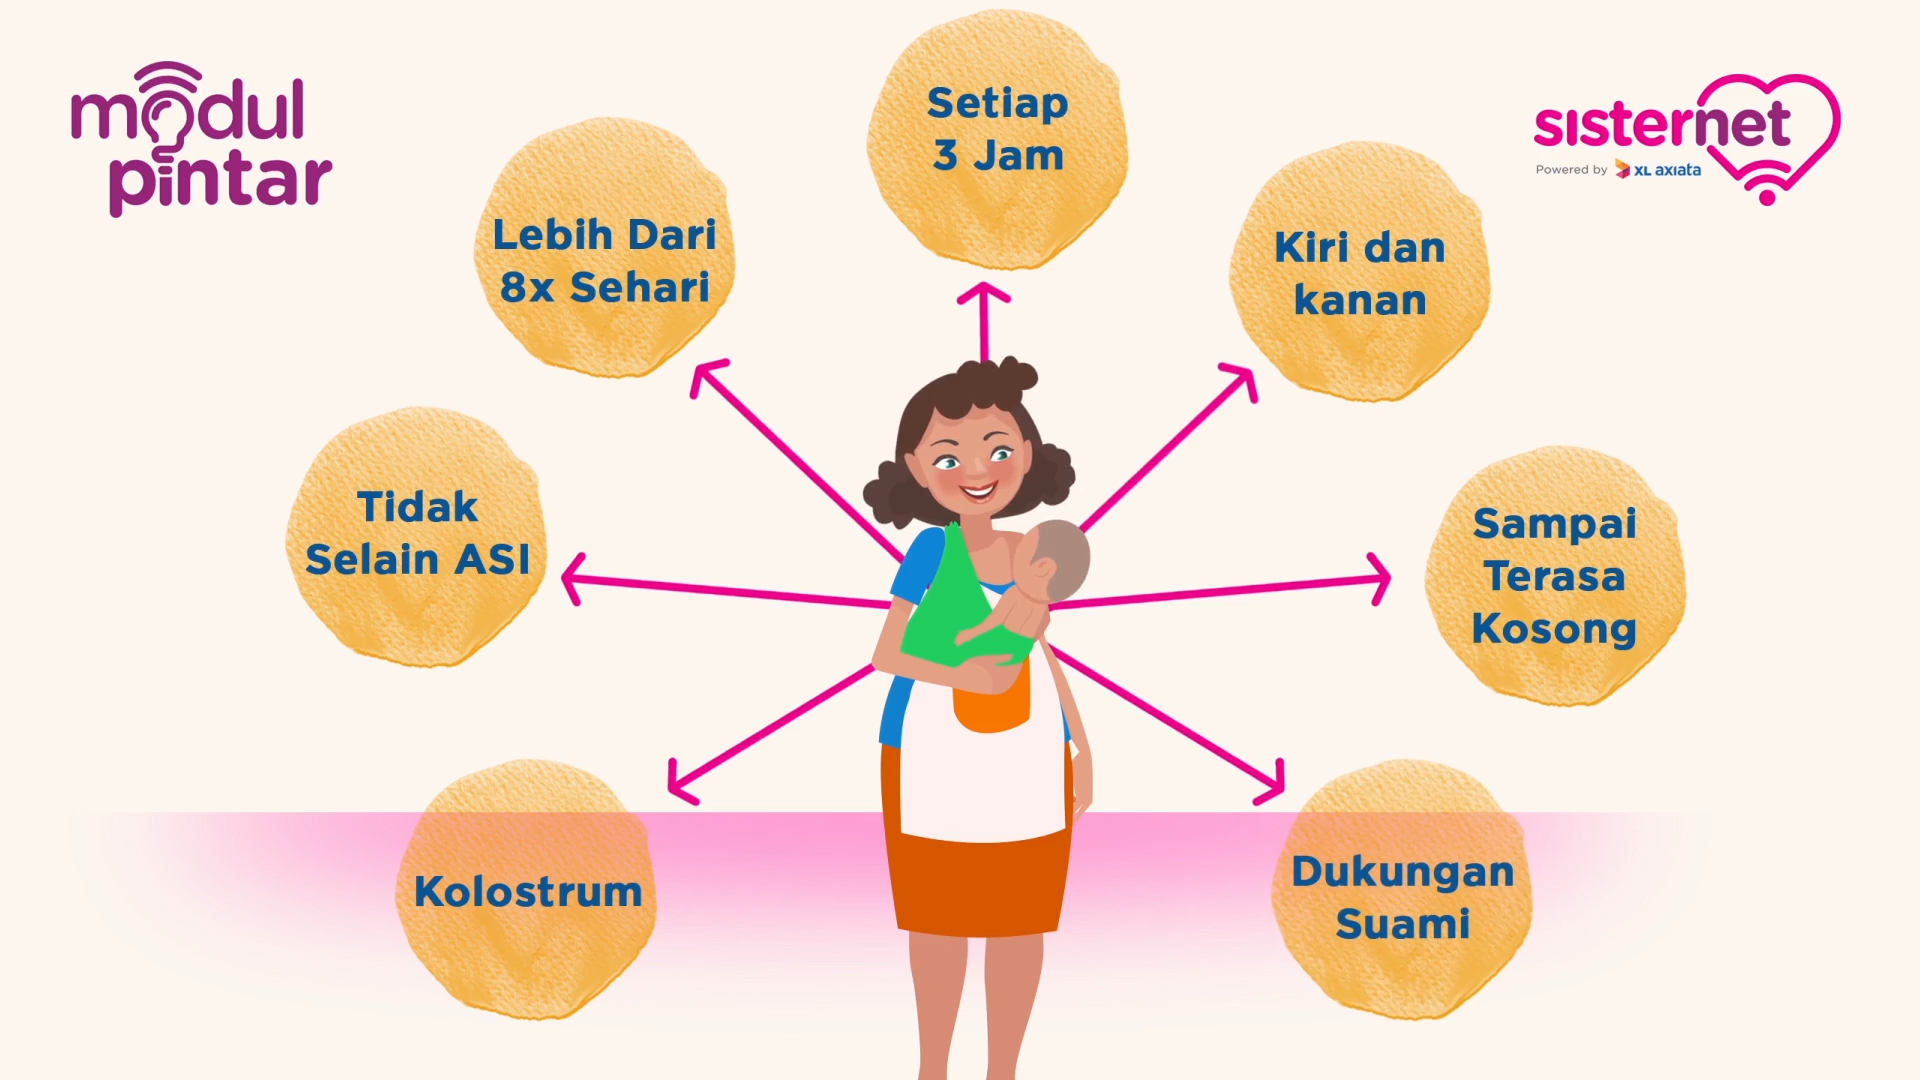 modul
pintar
sisternet
Powered by XL axiata
Setiap
3 Jam
Lebih Dari
8x Sehari
Kiri dan
kanan
Tidak
Selain ASI
Sampai
Terasa
Kosong
Kolostrum
Dukungan
Suami